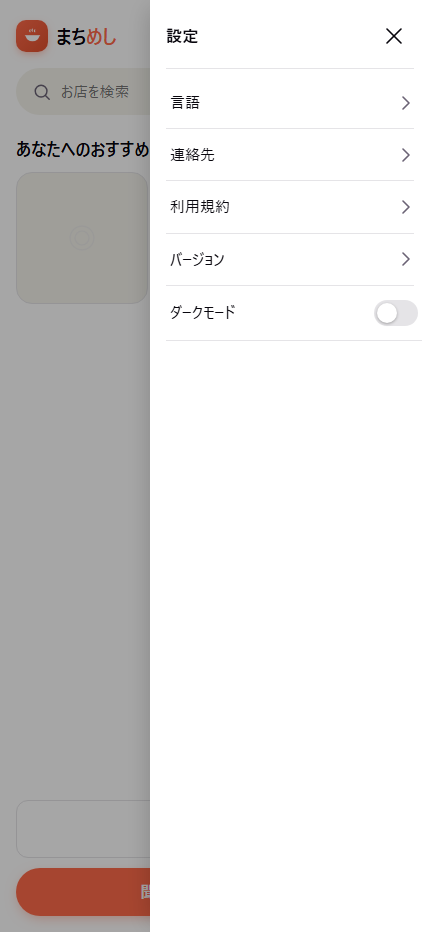 まちめし
設定
お店を検索
言語
あなたへのおすすめ
連絡先
利用規約
バージョン
ダークモード